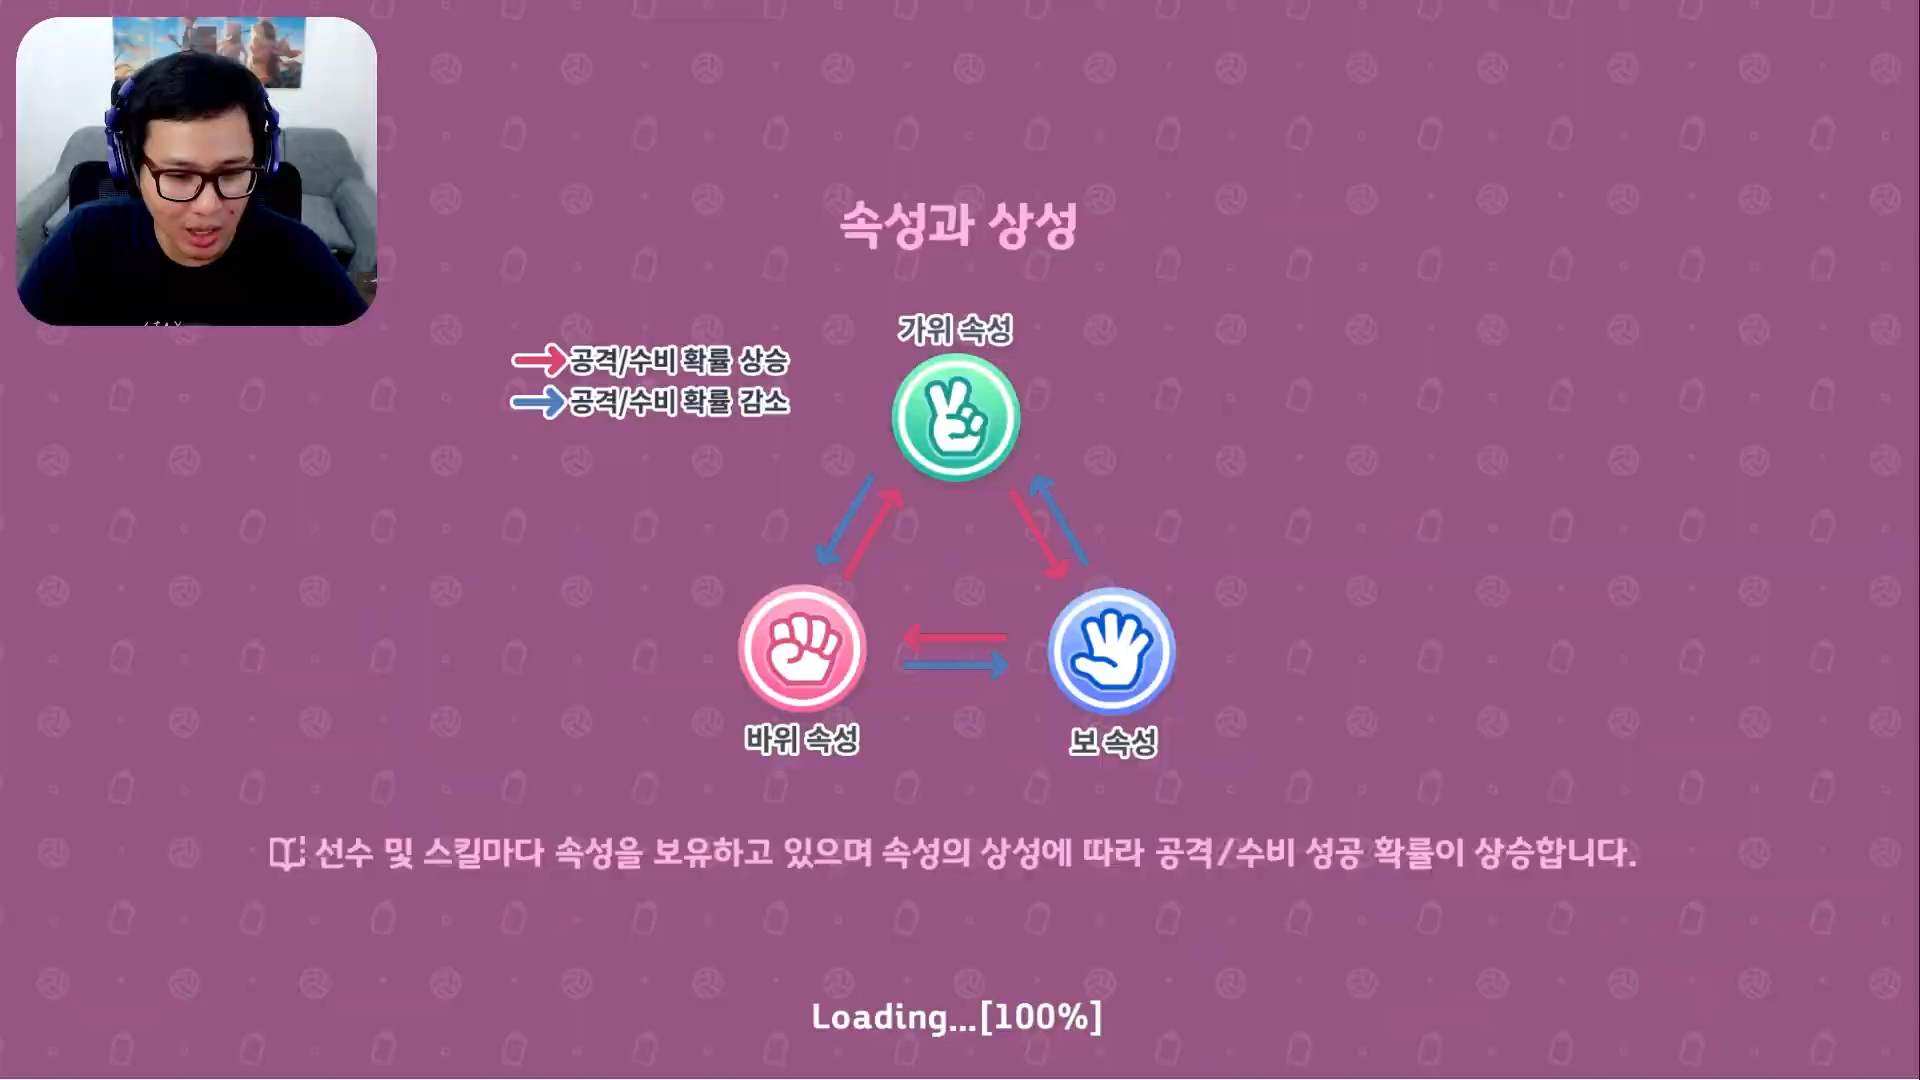 속성과 상성
가위 속성
공격/수비 확률 상승
공격/수비 확률 감소
바위 속성
보 속성
선수 및 스킬마다 속성을 보유하고 있으며 속성의 상성에 따라 공격/수비 성공 확률이 상승합니다.
Loading...[100%]